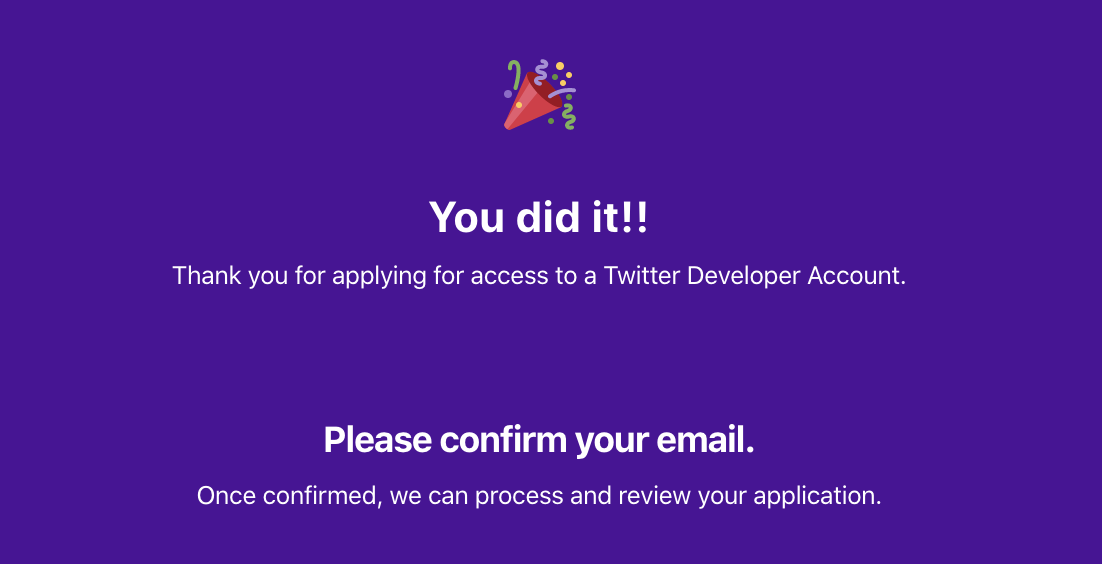 You did it!!
Thank you for applying for access to a Twitter Developer Account.
Please confirm your email.
Once confirmed, we can process and review your application.